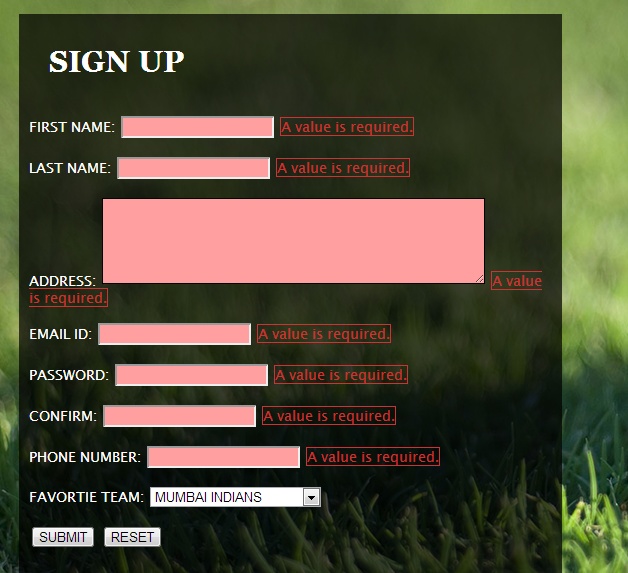 SIGN UP
FIRST NAME: A value is required.
LAST NAME: A value is required.
ADDRESS: A value
is required.
EMAIL ID: A value is required.
PASSWORD: A value is required.
CONFIRM: A value is required.
PHONE NUMBER: A value is required.
FAVORTIE TEAM: MUMBAI INDIANS
SUBMIT RESET